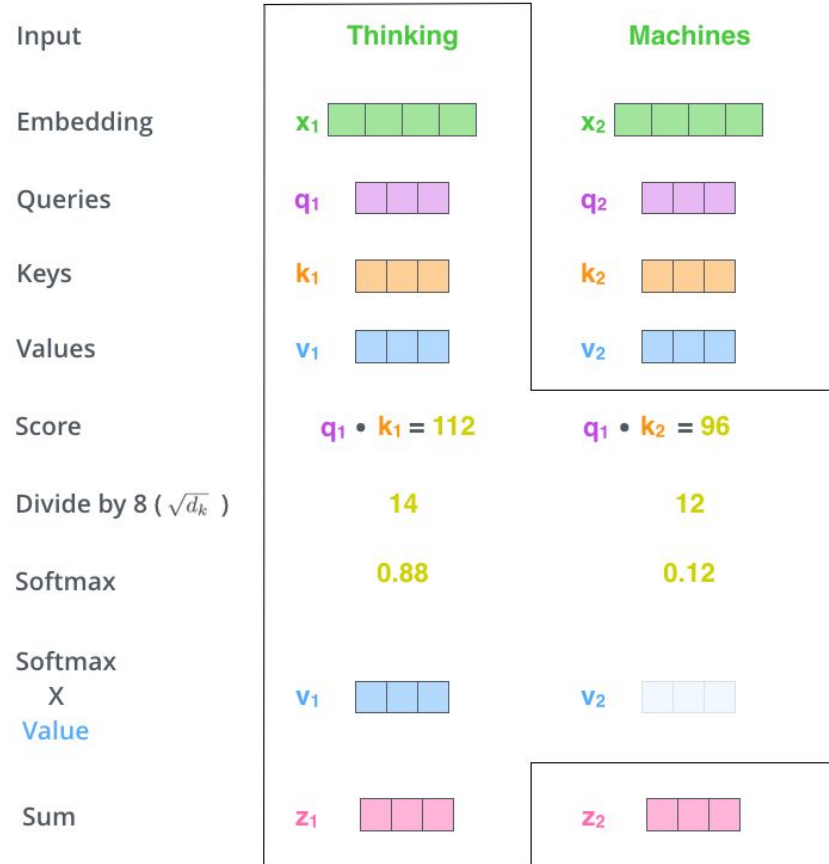 Input Thinking Machines
Embedding x₁ x₂
Queries q₁ q₂
Keys k₁ k₂
Values v₁ v₂
Score q₁ • k₁ = 112 q₁ • k₂ = 96
Divide by 8 ( √dₖ ) 14 12
Softmax 0.88 0.12
Softmax
X
Value v₁ v₂
Sum z₁ z₂